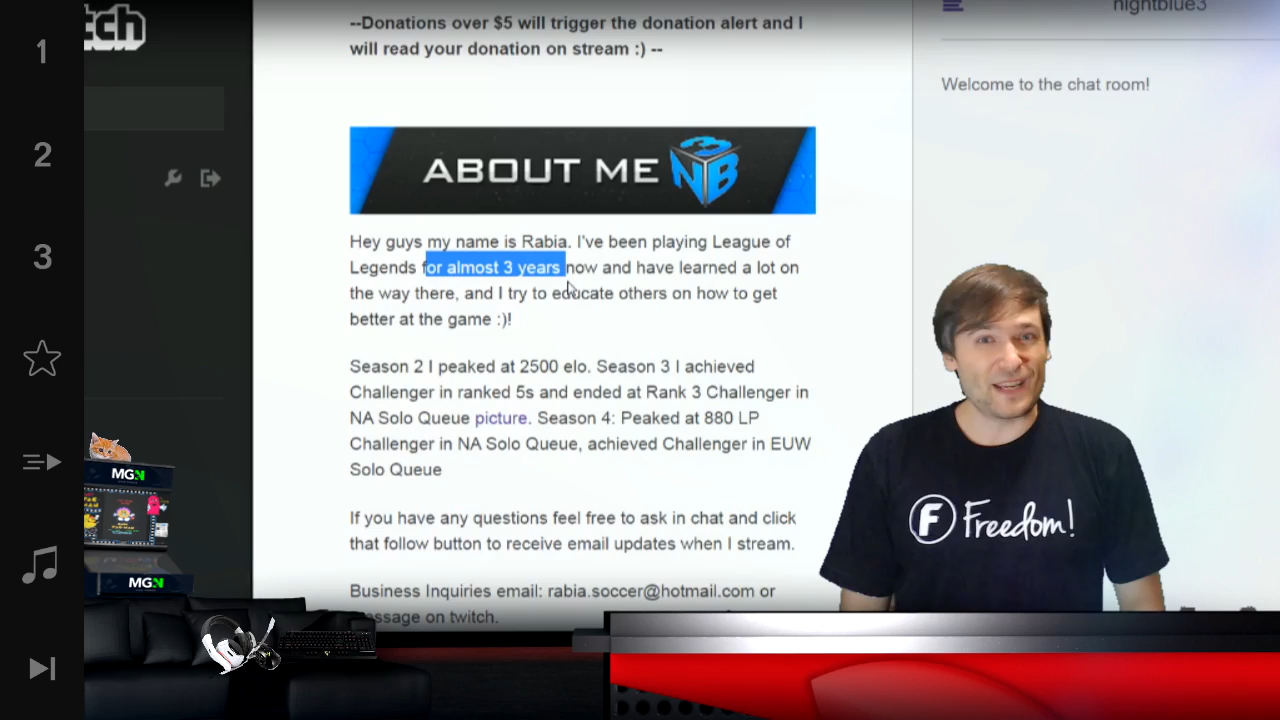 1
2
3
tch
--Donations over $5 will trigger the donation alert and I
will read your donation on stream :) --
nightblue3
Welcome to the chat room!
ABOUT ME
3
NB
Hey guys my name is Rabia. I've been playing League of
Legends for almost 3 years now and have learned a lot on
the way there, and I try to educate others on how to get
better at the game :)!
Season 2 I peaked at 2500 elo. Season 3 I achieved
Challenger in ranked 5s and ended at Rank 3 Challenger in
NA Solo Queue picture. Season 4: Peaked at 880 LP
Challenger in NA Solo Queue, achieved Challenger in EUW
Solo Queue
If you have any questions feel free to ask in chat and click
that follow button to receive email updates when I stream.
Business Inquiries email: rabia.soccer@hotmail.com or
message on twitch.
MGN
MGN
F Freedom!